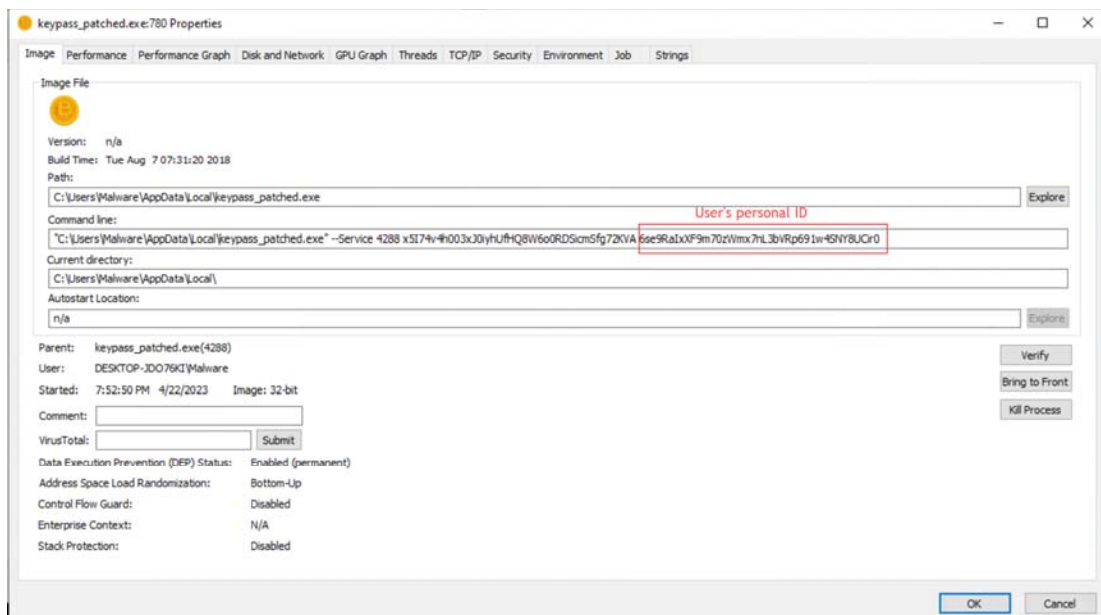 keypass_patched.exe:780 Properties
Image Performance Performance Graph Disk and Network GPU Graph Threads TCP/IP Security Environment Job Strings
Image File
Version: n/a
Build Time: Tue Aug 7 07:31:20 2018
Path:
C:\Users\Malware\AppData\Local\keypass_patched.exe Explore
User's personal ID
Command line:
"C:\Users\Malware\AppData\Local\keypass_patched.exe" --Service 4288
Current directory:
C:\Users\Malware\AppData\Local\
Autostart Location:
n/a Explore
Parent: keypass_patched.exe(4288)
Verify
User: DESKTOP-JDO76KI\Malware
Started: 7:52:50 PM 4/22/2023 Image: 32-bit
Bring to Front
Comment:
Kill Process
VirusTotal: Submit
Data Execution Prevention (DEP) Status: Enabled (permanent)
Address Space Load Randomization: Bottom-Up
Control Flow Guard: Disabled
Enterprise Context: N/A
Stack Protection: Disabled
OK Cancel